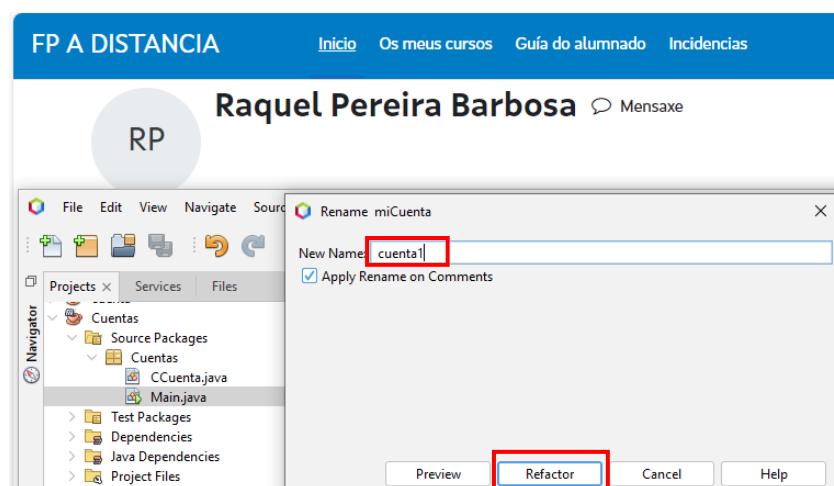 FP A DISTANCIA Inicio Os meus cursos Guía do alumnado Incidencias
Raquel Pereira Barbosa Mensaxe
RP
File Edit View Navigate Sourc
Rename miCuenta
New Name: cuenta1
Apply Rename on Comments
Projects Services Files
Navigator
Cuentas
Source Packages
Cuentas
CCuenta.java
Main.java
Test Packages
Dependencies
Java Dependencies
Project Files
Preview Refactor Cancel Help